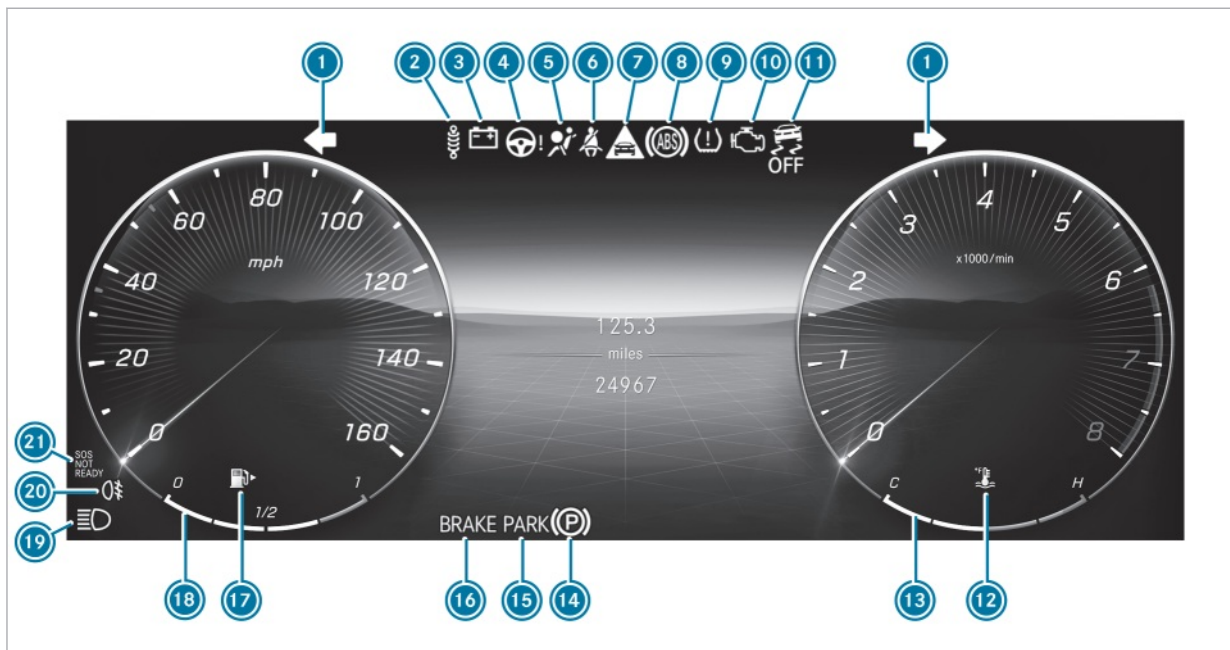 1 2 3 4 5 6 7 8 9 10 11 1
ABS
OFF
0 20 40 60 80 100 120 140 160
mph
125.3
miles
24967
0 1 2 3 4 5 6 7 8
x1000/min
21
SOS
NOT
READY
20
19
0 1/2 1
C °F H
BRAKE PARK P
18 17 16 15 14 13 12